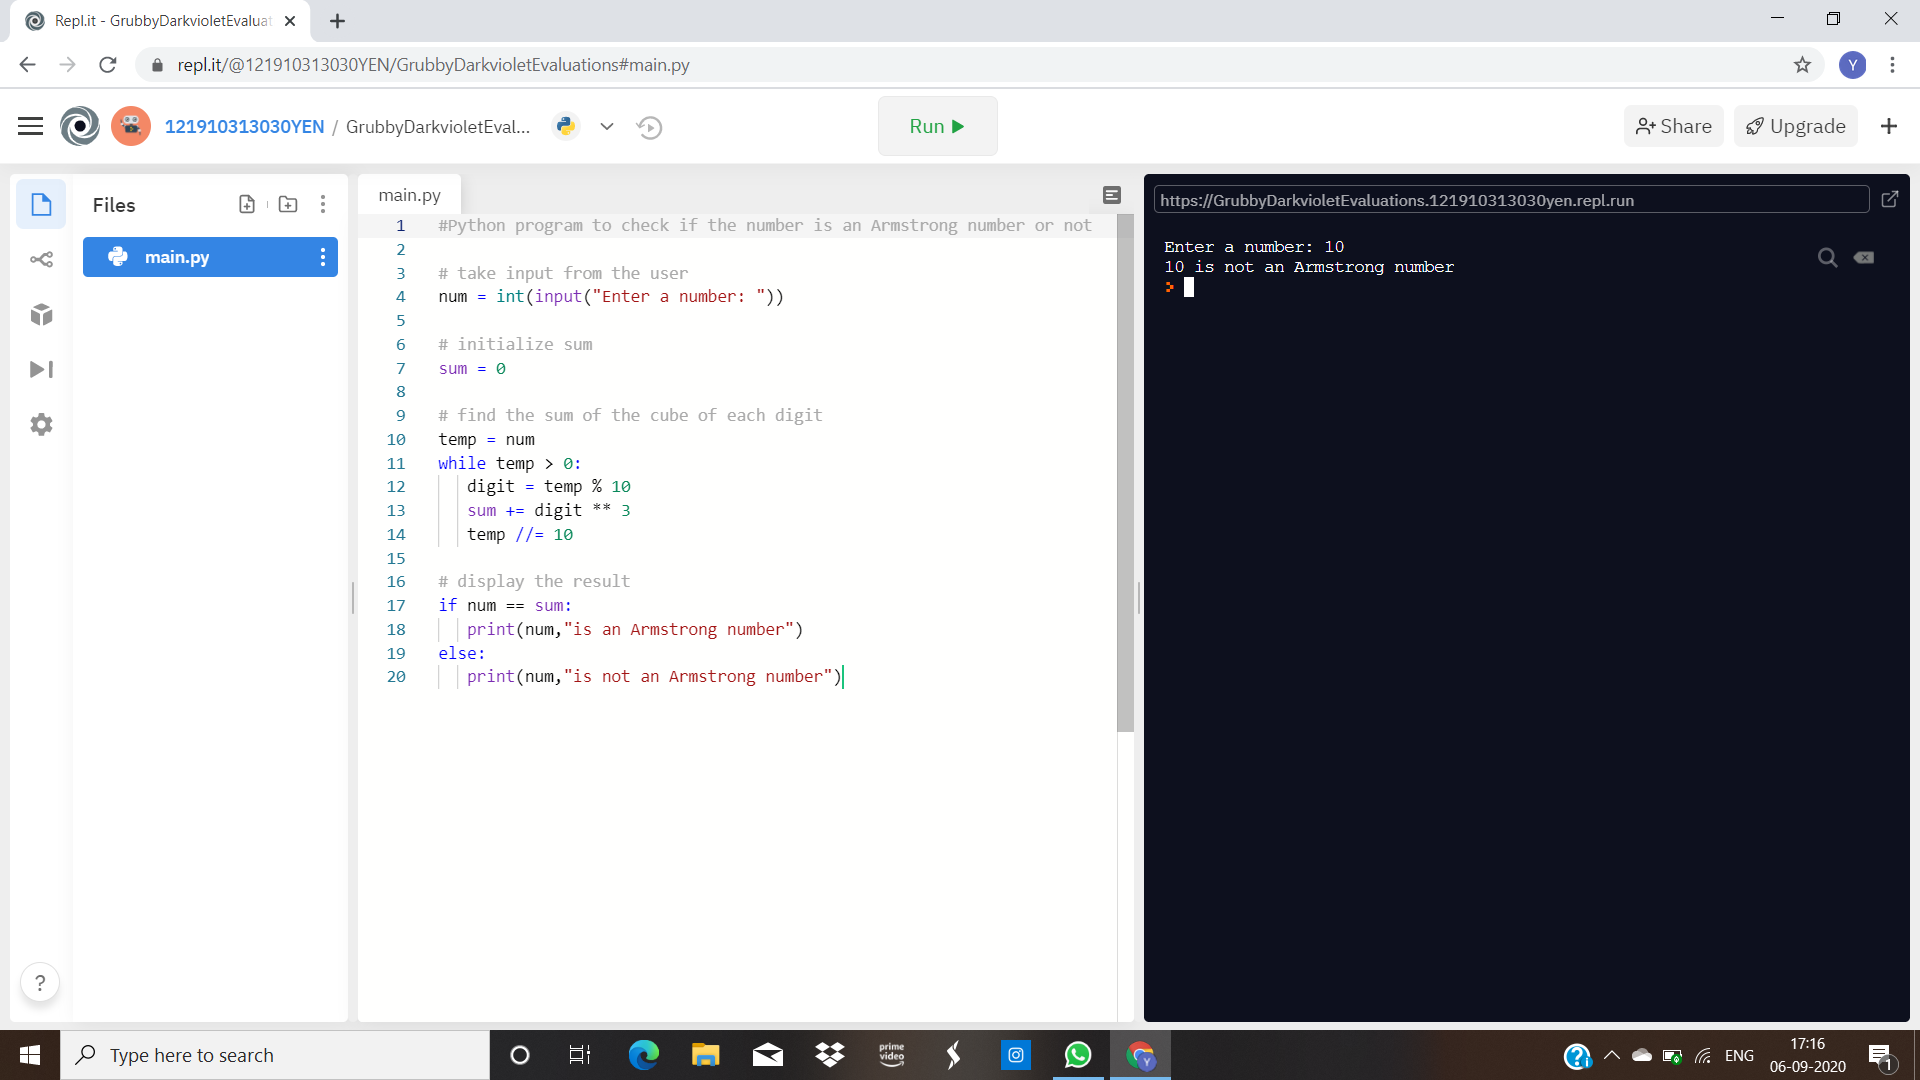 Repl.it - GrubbyDarkvioletEvaluat
repl.it/@121910313030YEN/GrubbyDarkvioletEvaluations#main.py
Y
121910313030YEN / GrubbyDarkvioletEval...
Run
Share
Upgrade
Files
main.py
main.py
1 #Python program to check if the number is an Armstrong number or not
2
3 # take input from the user
4 num = int(input("Enter a number: "))
5
6 # initialize sum
7 sum = 0
8
9 # find the sum of the cube of each digit
10 temp = num
11 while temp > 0:
12 digit = temp % 10
13 sum += digit ** 3
14 temp //= 10
15
16 # display the result
17 if num == sum:
18 print(num,"is an Armstrong number")
19 else:
20 print(num,"is not an Armstrong number")
https://GrubbyDarkvioletEvaluations.121910313030yen.repl.run
Enter a number: 10
10 is not an Armstrong number
>
?
Type here to search
prime video
Y
ENG
17:16
06-09-2020
1